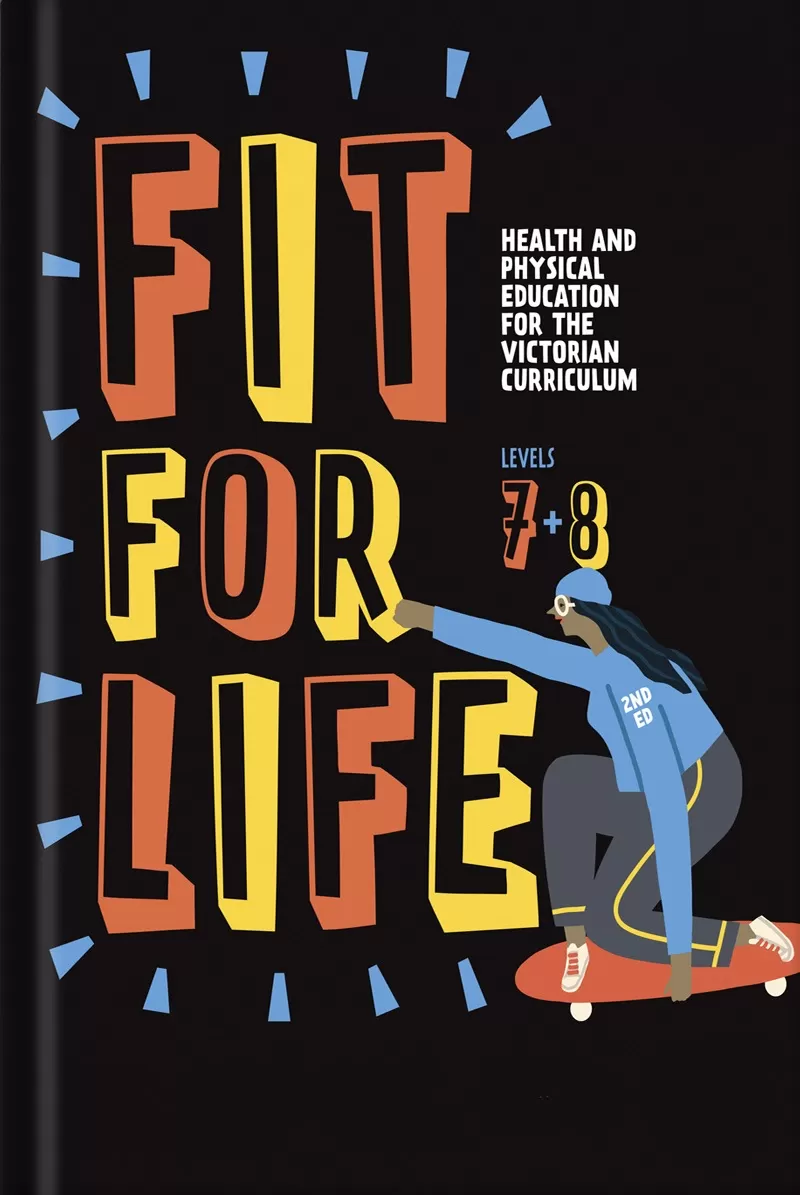 FIT
FOR
LIFE
HEALTH AND
PHYSICAL
EDUCATION
FOR THE
VICTORIAN
CURRICULUM
LEVELS
7+8
2ND
ED